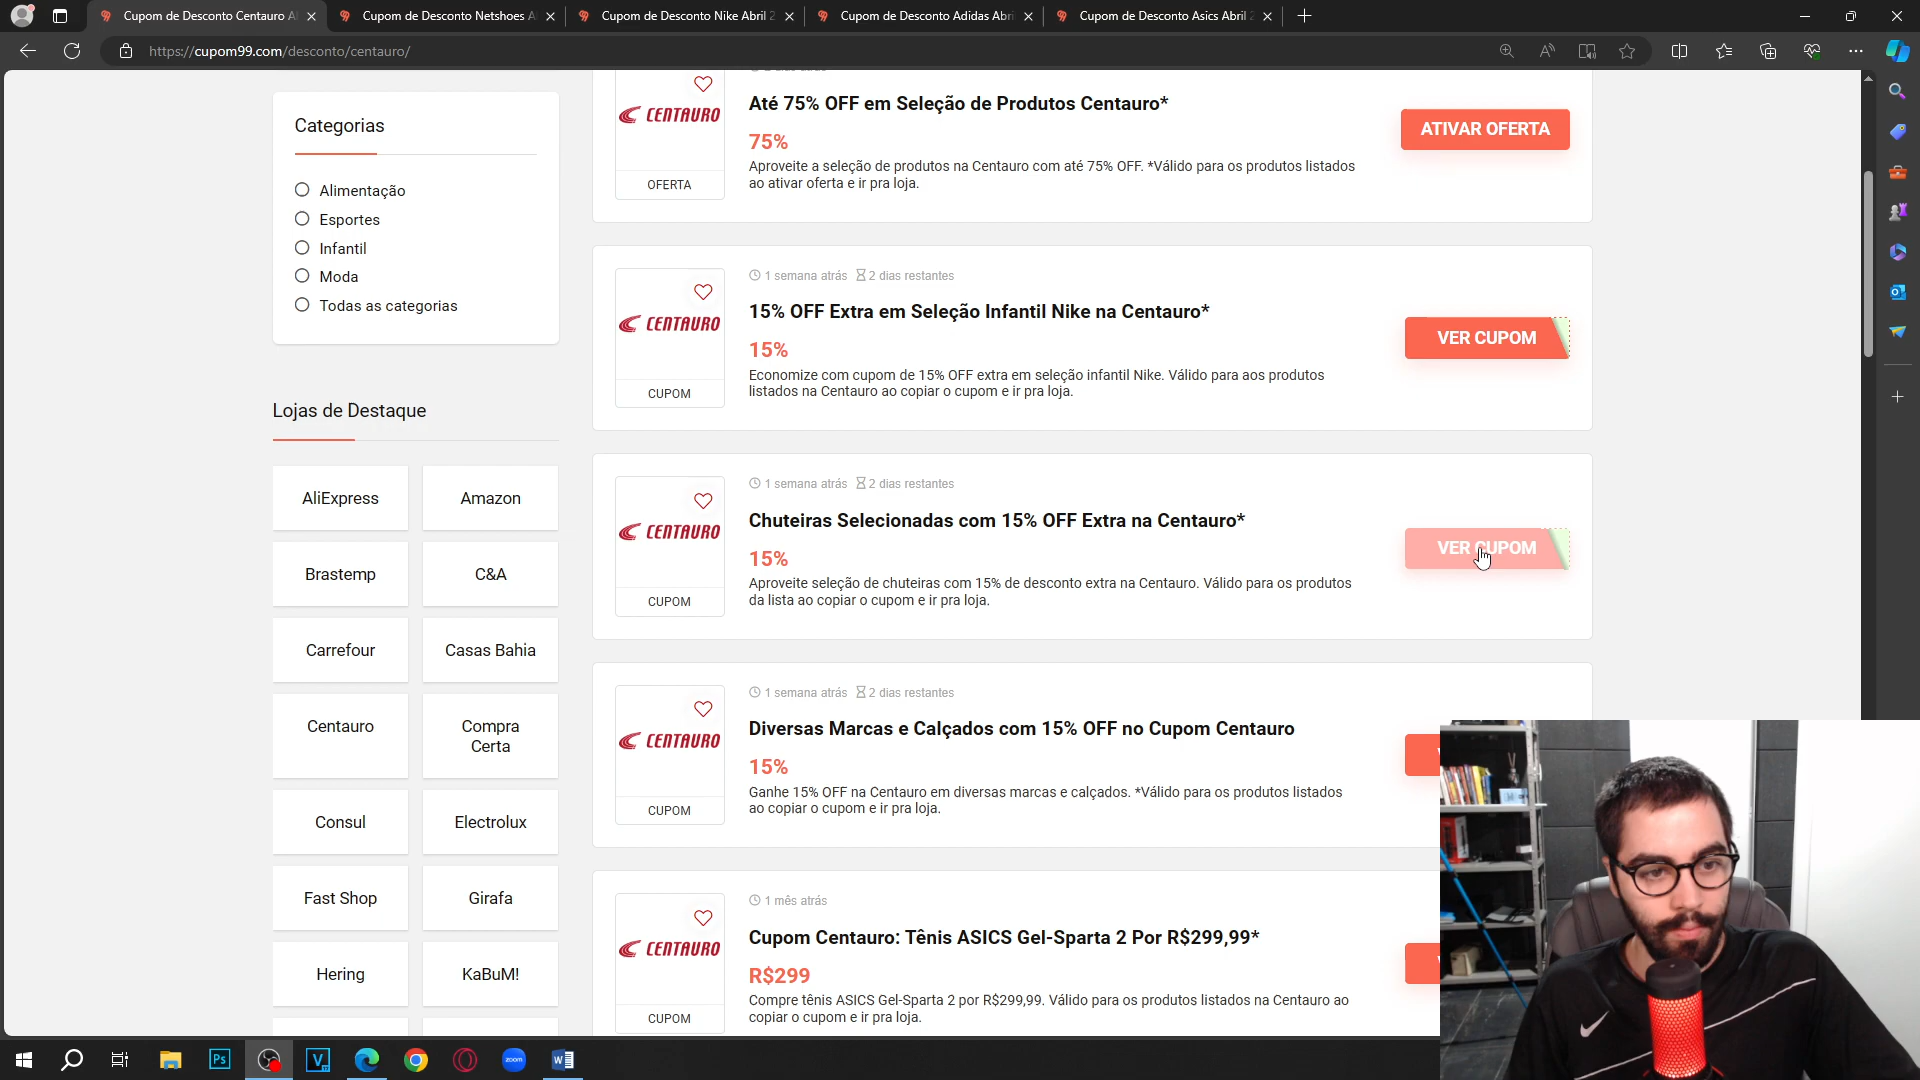 Cupom de Desconto Centauro A
Cupom de Desconto Netshoes A
Cupom de Desconto Nike Abril 2
Cupom de Desconto Adidas Abri
Cupom de Desconto Asics Abril 2
https://cupom99.com/desconto/centauro/
Categorias
Alimentação
Esportes
Infantil
Moda
Todas as categorias
Lojas de Destaque
AliExpress
Amazon
Brastemp
C&A
Carrefour
Casas Bahia
Centauro
Compra
Certa
Consul
Electrolux
Fast Shop
Girafa
Hering
KaBuM!
CENTAURO
OFERTA
Até 75% OFF em Seleção de Produtos Centauro*
75%
Aproveite a seleção de produtos na Centauro com até 75% OFF. *Válido para os produtos listados
ao ativar oferta e ir pra loja.
ATIVAR OFERTA
CENTAURO
CUPOM
1 semana atrás 2 dias restantes
15% OFF Extra em Seleção Infantil Nike na Centauro*
15%
Economize com cupom de 15% OFF extra em seleção infantil Nike. Válido para aos produtos
listados na Centauro ao copiar o cupom e ir pra loja.
VER CUPOM
CENTAURO
CUPOM
1 semana atrás 2 dias restantes
Chuteiras Selecionadas com 15% OFF Extra na Centauro*
15%
Aproveite seleção de chuteiras com 15% de desconto extra na Centauro. Válido para os produtos
da lista ao copiar o cupom e ir pra loja.
VER CUPOM
CENTAURO
CUPOM
1 semana atrás 2 dias restantes
Diversas Marcas e Calçados com 15% OFF no Cupom Centauro
15%
Ganhe 15% OFF na Centauro em diversas marcas e calçados. *Válido para os produtos listados
ao copiar o cupom e ir pra loja.
CENTAURO
CUPOM
1 mês atrás
Cupom Centauro: Tênis ASICS Gel-Sparta 2 Por R$299,99*
R$299
Compre tênis ASICS Gel-Sparta 2 por R$299,99. Válido para os produtos listados na Centauro ao
copiar o cupom e ir pra loja.
Ps
V
zoom
W